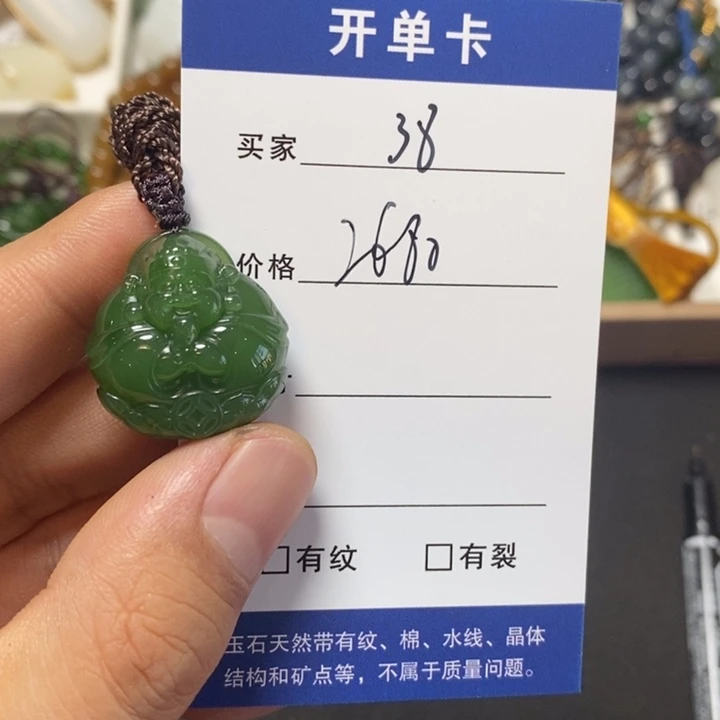 开单卡
买家 38
价格 2680
有纹 有裂
玉石天然带有纹、棉、水线、晶体
结构和矿点等，不属于质量问题。